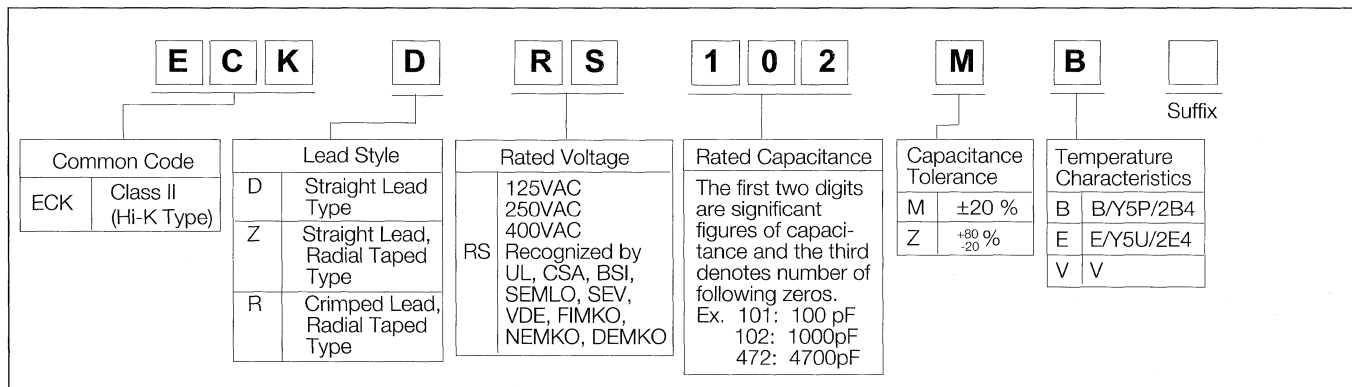 E C K D R S 1 0 2 M B
Suffix
Common Code
ECK Class II
(Hi-K Type)
Lead Style
D Straight Lead
Type
Z Straight Lead,
Radial Taped
Type
R Crimped Lead,
Radial Taped
Type
Rated Voltage
125VAC
250VAC
400VAC
RS Recognized by
UL, CSA, BSI,
SEMLO, SEV,
VDE, FIMKO,
NEMKO, DEMKO
Rated Capacitance
The first two digits
are significant
figures of capaci-
tance and the third
denotes number of
following zeros.
Ex. 101: 100 pF
102: 1000pF
472: 4700pF
Capacitance
Tolerance
M ±20 %
Z +80 -20 %
Temperature
Characteristics
B B/Y5P/2B4
E E/Y5U/2E4
V V